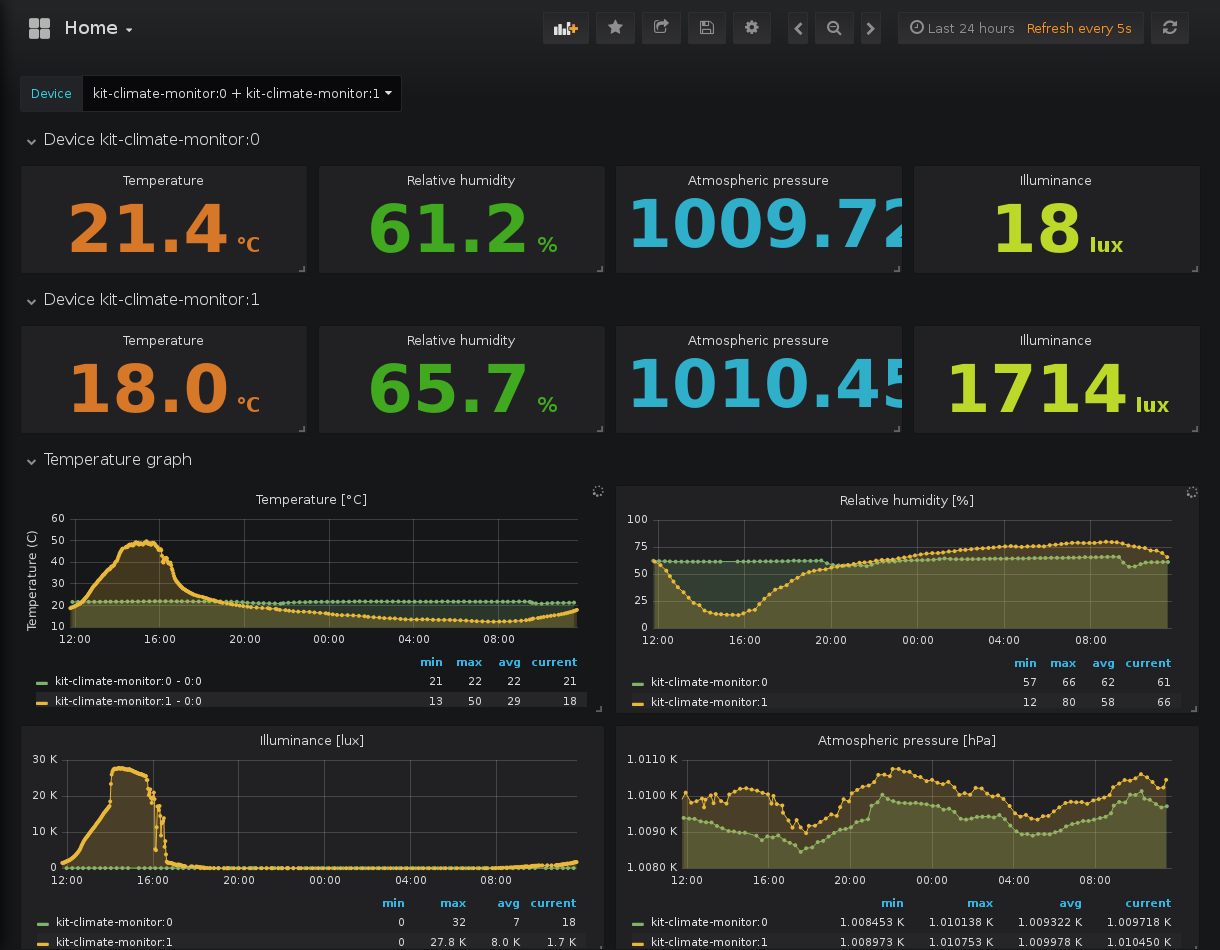 Home
Last 24 hours Refresh every 5s
Device kit-climate-monitor:0 + kit-climate-monitor:1
Device kit-climate-monitor:0
Temperature Relative humidity Atmospheric pressure Illuminance
21.4 °C 61.2 % 1009.72 18 lux
Device kit-climate-monitor:1
Temperature Relative humidity Atmospheric pressure Illuminance
18.0 °C 65.7 % 1010.45 1714 lux
Temperature graph
Temperature [°C]
Temperature (C)
60
50
40
30
20
10
12:00 16:00 20:00 00:00 04:00 08:00
min max avg current
kit-climate-monitor:0 - 0:0 21 22 22 21
kit-climate-monitor:1 - 0:0 13 50 29 18
Relative humidity [%]
100
75
50
25
0
12:00 16:00 20:00 00:00 04:00 08:00
min max avg current
kit-climate-monitor:0 57 66 62 61
kit-climate-monitor:1 12 80 58 66
Illuminance [lux]
30 K
20 K
10 K
0
12:00 16:00 20:00 00:00 04:00 08:00
min max avg current
kit-climate-monitor:0 0 32 7 18
kit-climate-monitor:1 0 27.8 K 8.0 K 1.7 K
Atmospheric pressure [hPa]
1.0110 K
1.0100 K
1.0090 K
1.0080 K
12:00 16:00 20:00 00:00 04:00 08:00
min max avg current
kit-climate-monitor:0 1.008453 K 1.010138 K 1.009322 K 1.009718 K
kit-climate-monitor:1 1.008973 K 1.010753 K 1.009978 K 1.010450 K